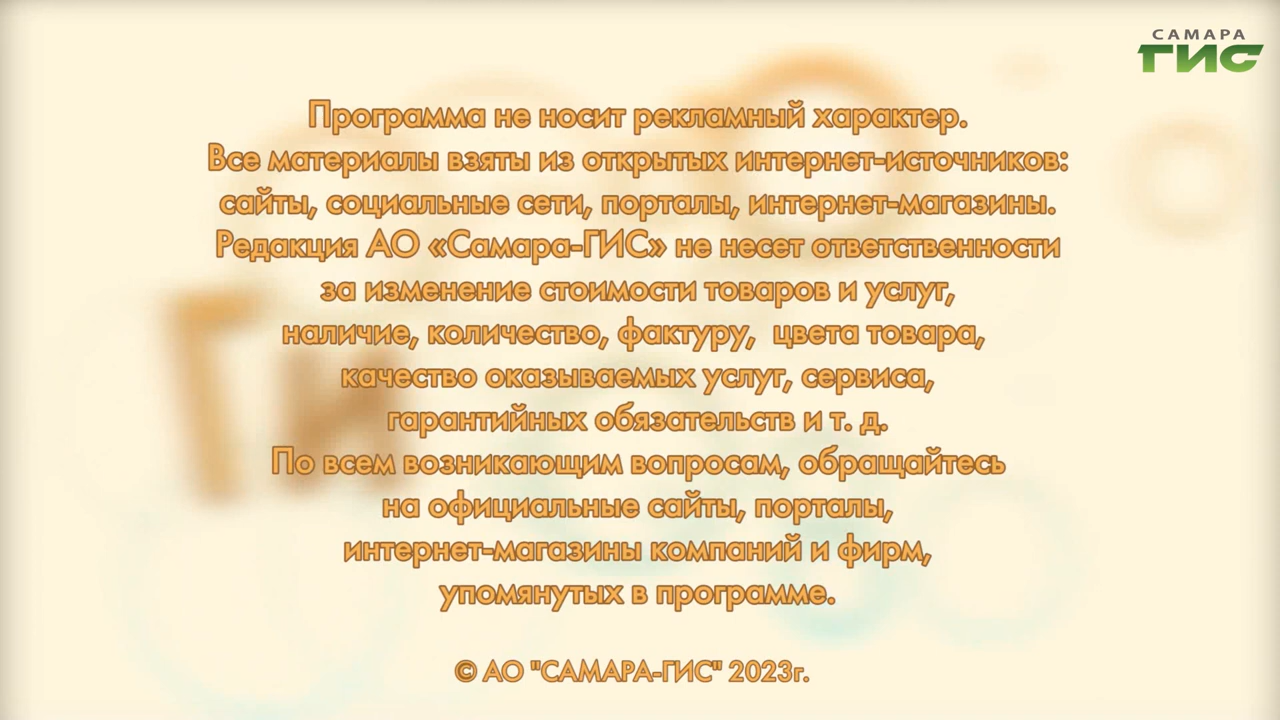 САМАРА
ГИС
Программа не носит рекламный характер.
Все материалы взяты из открытых интернет-источников:
сайты, социальные сети, порталы, интернет-магазины.
Редакция АО «Самара-ГИС» не несет ответственности
за изменение стоимости товаров и услуг,
наличие, количество, фактуру,  цвета товара,
качество оказываемых услуг, сервиса,
гарантийных обязательств и т. д.
По всем возникающим вопросам, обращайтесь
на официальные сайты, порталы,
интернет-магазины компаний и фирм,
упомянутых в программе.
© АО "САМАРА-ГИС" 2023г.